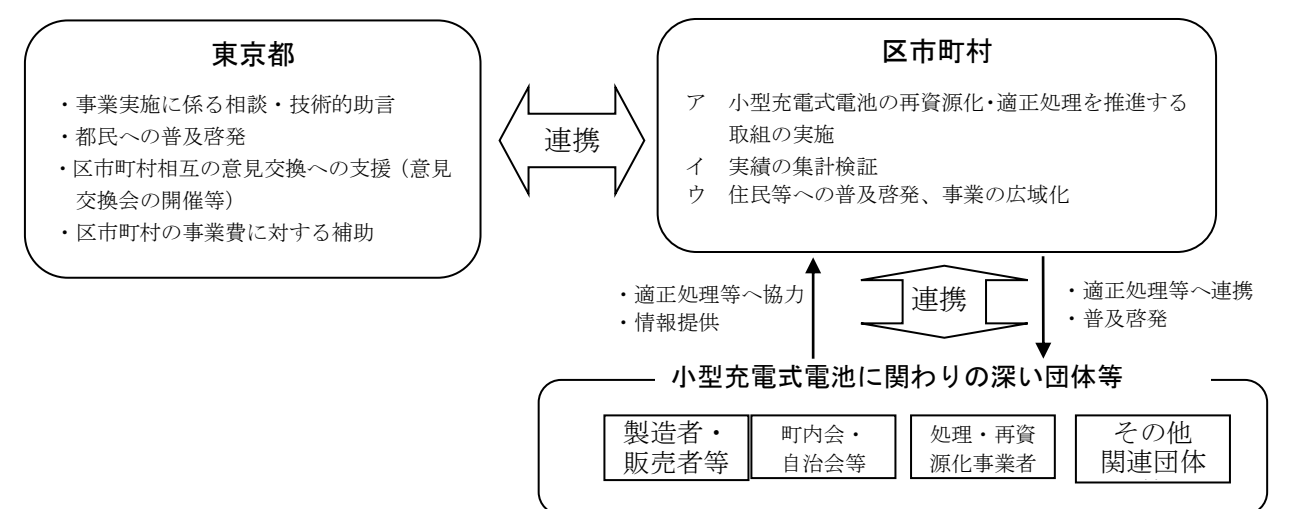 東京都
・事業実施に係る相談・技術的助言
・都民への普及啓発
・区市町村相互の意見交換への支援（意見
交換会の開催等）
・区市町村の事業費に対する補助
連携
区市町村
ア 小型充電式電池の再資源化・適正処理を推進する
取組の実施
イ 実績の集計検証
ウ 住民等への普及啓発、事業の広域化
・適正処理等へ協力
・情報提供
連携
・適正処理等へ連携
・普及啓発
小型充電式電池に関わりの深い団体等
製造者・
販売者等
町内会・
自治会等
処理・再資
源化事業者
その他
関連団体